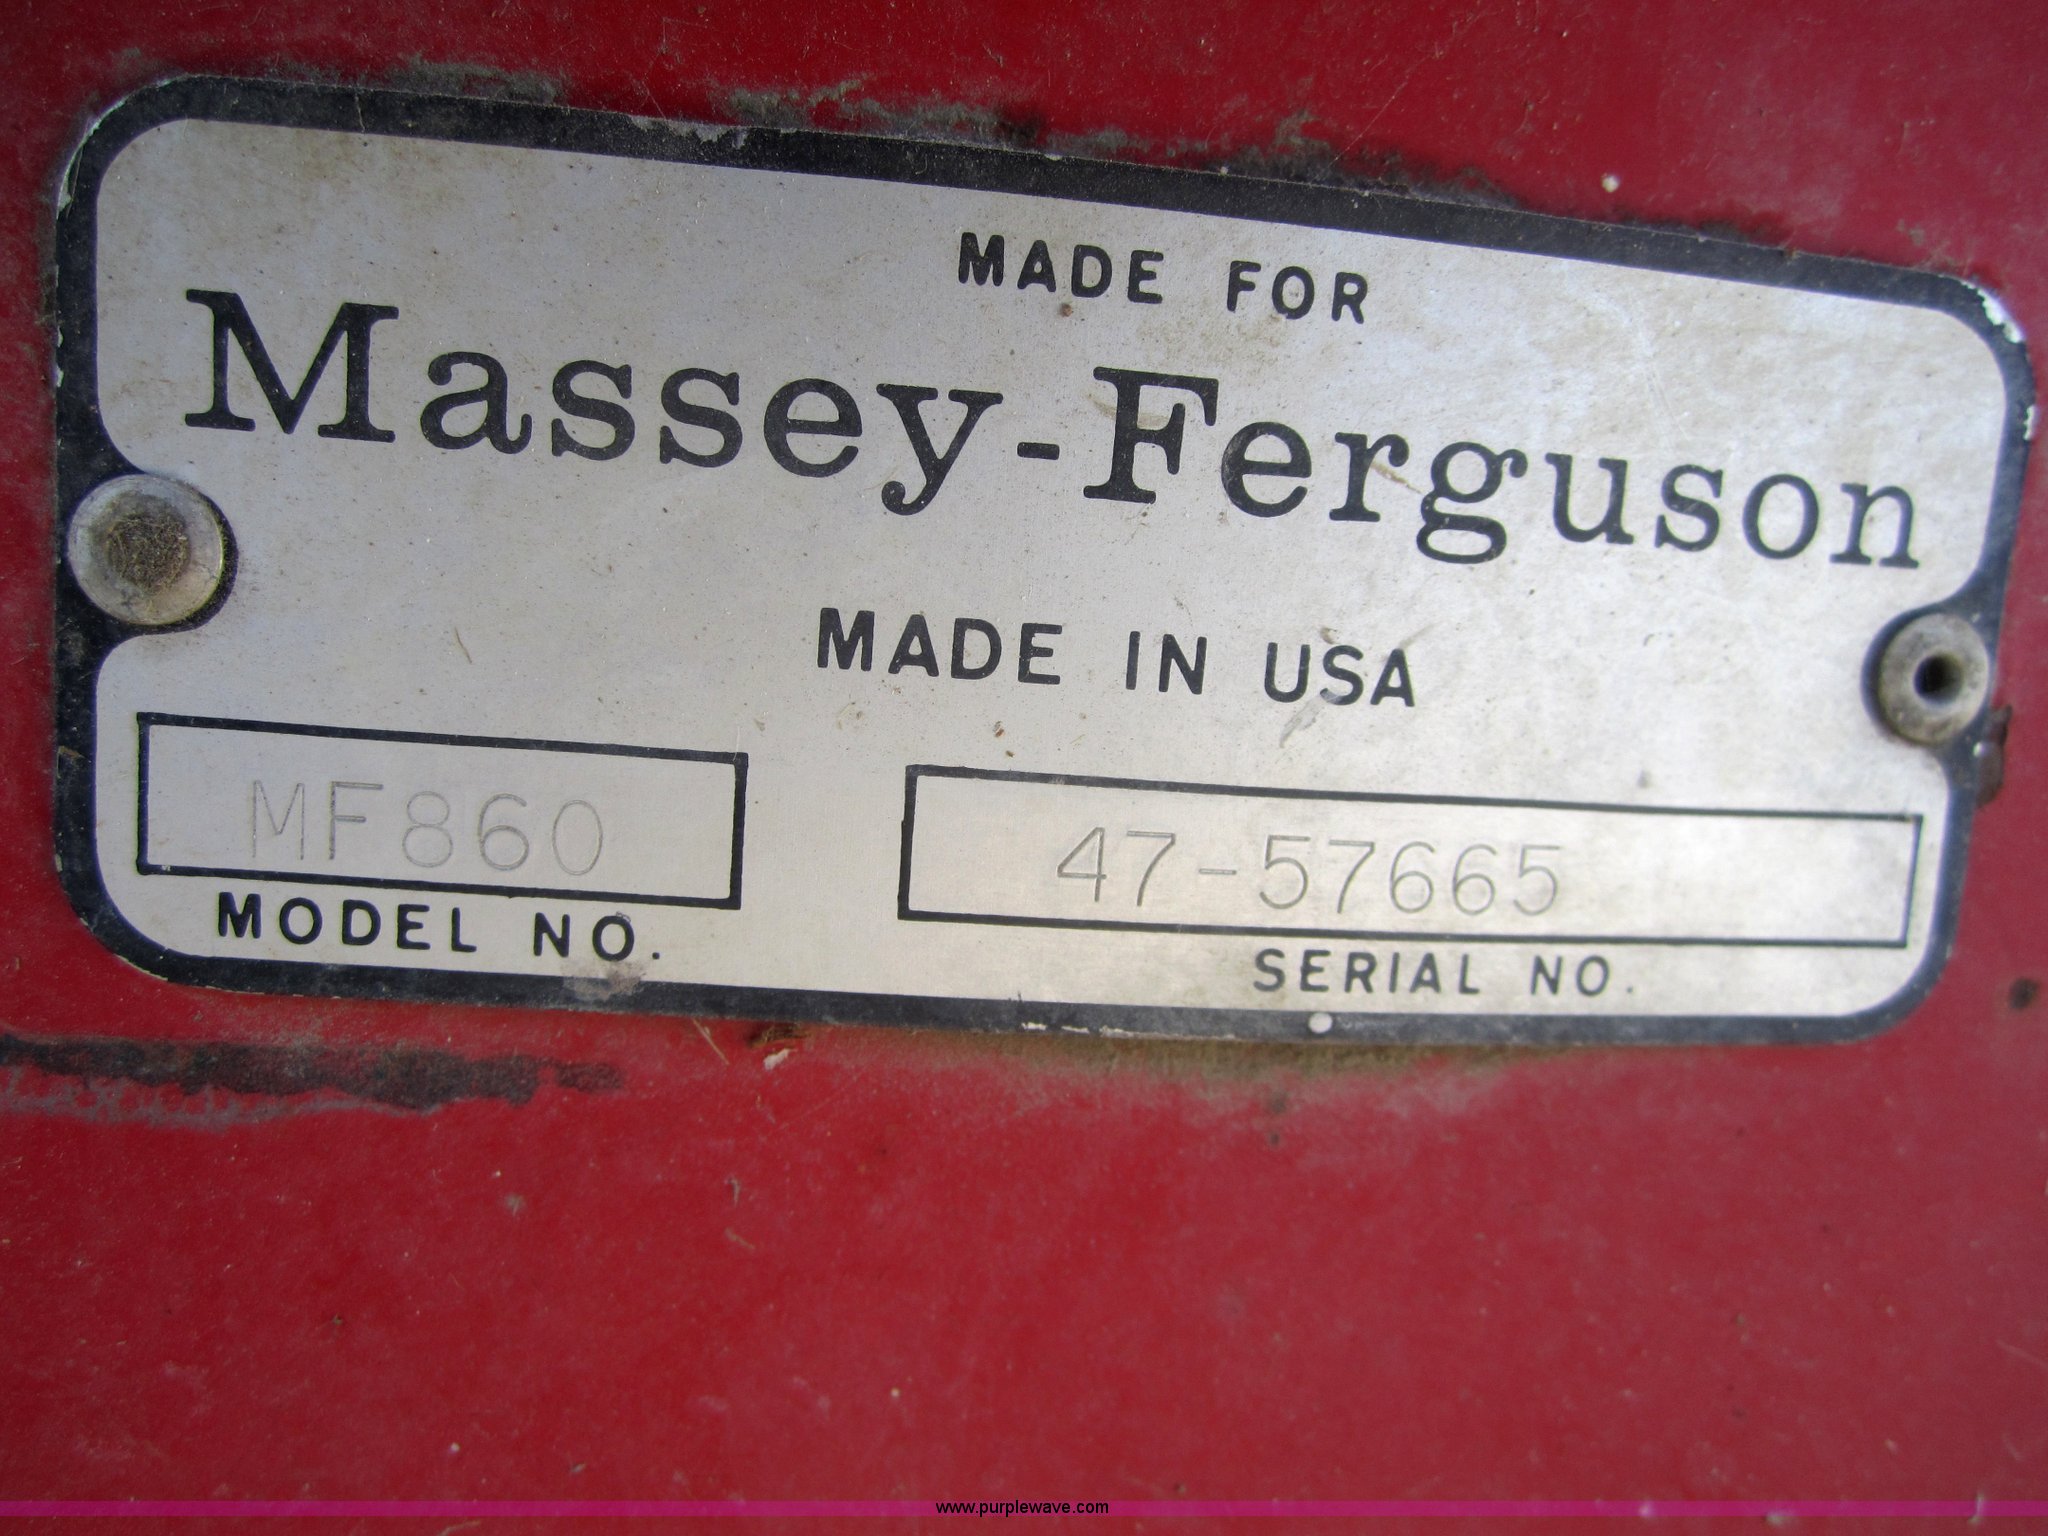 MADE FOR
Massey-Ferguson
MADE IN USA
MF860
47-57665
MODEL NO.
SERIAL NO.
www.purplewave.com